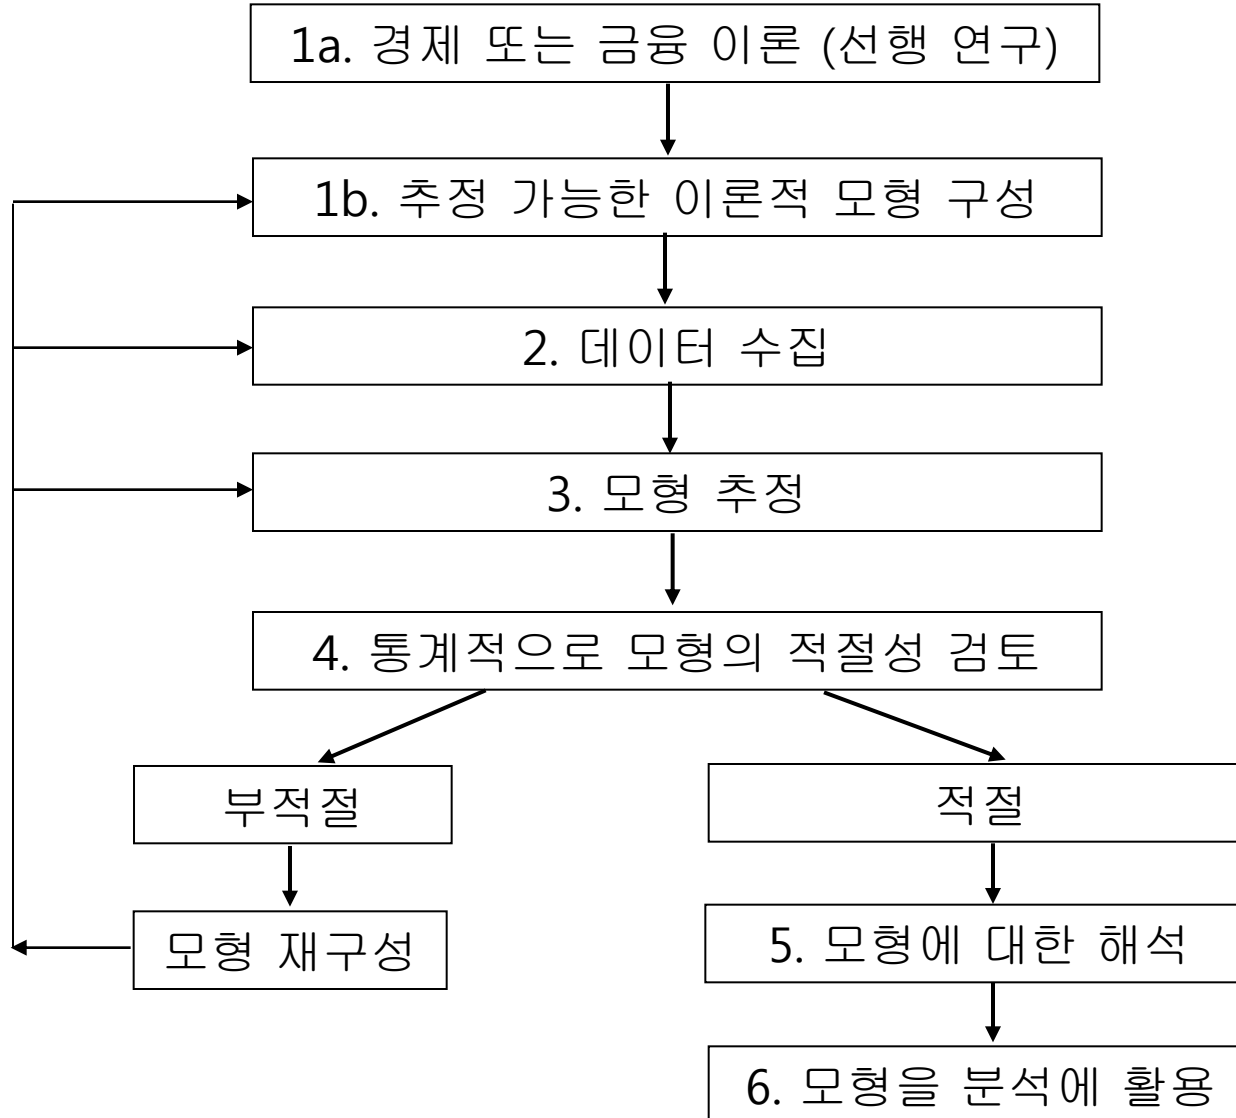 1a. 경제 또는 금융 이론 (선행 연구)
1b. 추정 가능한 이론적 모형 구성
2. 데이터 수집
3. 모형 추정
4. 통계적으로 모형의 적절성 검토
부적절
적절
모형 재구성
5. 모형에 대한 해석
6. 모형을 분석에 활용